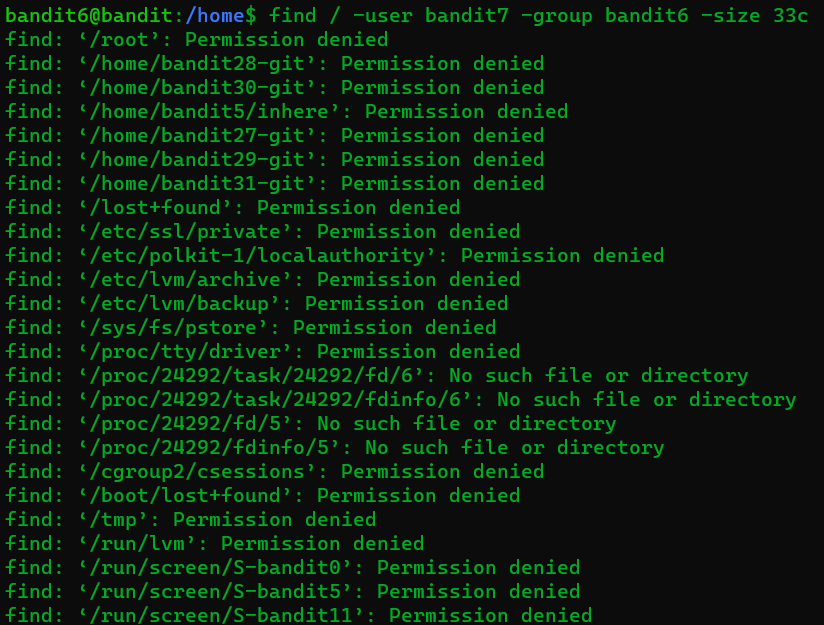 bandit6@bandit:/home$ find / -user bandit7 -group bandit6 -size 33c
find: ‘/root’: Permission denied
find: ‘/home/bandit28-git’: Permission denied
find: ‘/home/bandit30-git’: Permission denied
find: ‘/home/bandit5/inhere’: Permission denied
find: ‘/home/bandit27-git’: Permission denied
find: ‘/home/bandit29-git’: Permission denied
find: ‘/home/bandit31-git’: Permission denied
find: ‘/lost+found’: Permission denied
find: ‘/etc/ssl/private’: Permission denied
find: ‘/etc/polkit-1/localauthority’: Permission denied
find: ‘/etc/lvm/archive’: Permission denied
find: ‘/etc/lvm/backup’: Permission denied
find: ‘/sys/fs/pstore’: Permission denied
find: ‘/proc/tty/driver’: Permission denied
find: ‘/proc/24292/task/24292/fd/6’: No such file or directory
find: ‘/proc/24292/task/24292/fdinfo/6’: No such file or directory
find: ‘/proc/24292/fd/5’: No such file or directory
find: ‘/proc/24292/fdinfo/5’: No such file or directory
find: ‘/cgroup2/csessions’: Permission denied
find: ‘/boot/lost+found’: Permission denied
find: ‘/tmp’: Permission denied
find: ‘/run/lvm’: Permission denied
find: ‘/run/screen/S-bandit0’: Permission denied
find: ‘/run/screen/S-bandit5’: Permission denied
find: ‘/run/screen/S-bandit11’: Permission denied